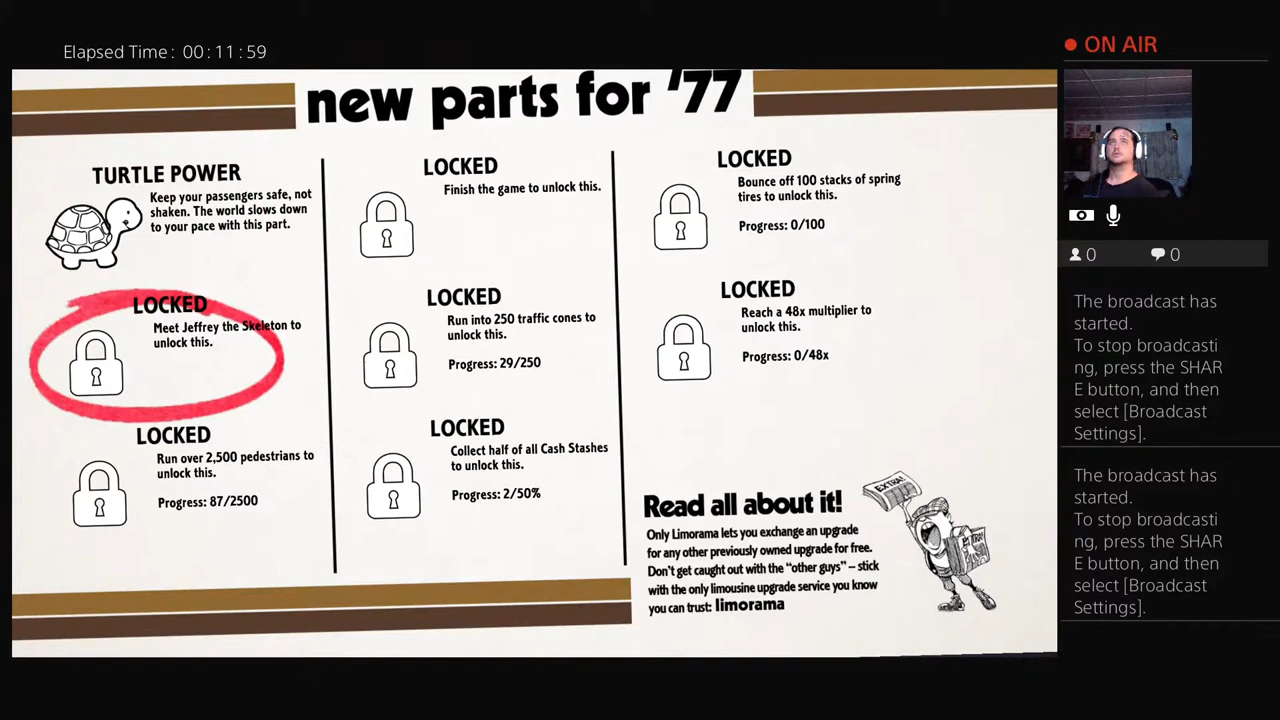 Elapsed Time: 00:11:59
ON AIR
new parts for '77
TURTLE POWER
Keep your passengers safe, not
shaken. The world slows down
to your pace with this part.
LOCKED
Meet Jeffrey the Skeleton to
unlock this.
LOCKED
Run over 2,500 pedestrians to
unlock this.
Progress: 87/2500
LOCKED
Finish the game to unlock this.
LOCKED
Run into 250 traffic cones to
unlock this.
Progress: 29/250
LOCKED
Collect half of all Cash Stashes
to unlock this.
Progress: 2/50%
LOCKED
Bounce off 100 stacks of spring
tires to unlock this.
Progress: 0/100
LOCKED
Reach a 48x multiplier to
unlock this.
Progress: 0/48x
EXTRA!
Read all about it!
Only Limorama lets you exchange an upgrade
for any other previously owned upgrade for free.
Don't get caught out with the "other guys" – stick
with the only limousine upgrade service you know
you can trust: limorama
0 0
The broadcast has
started.
To stop broadcasti
ng, press the SHAR
E button, and then
select [Broadcast
Settings].
The broadcast has
started.
To stop broadcasti
ng, press the SHAR
E button, and then
select [Broadcast
Settings].